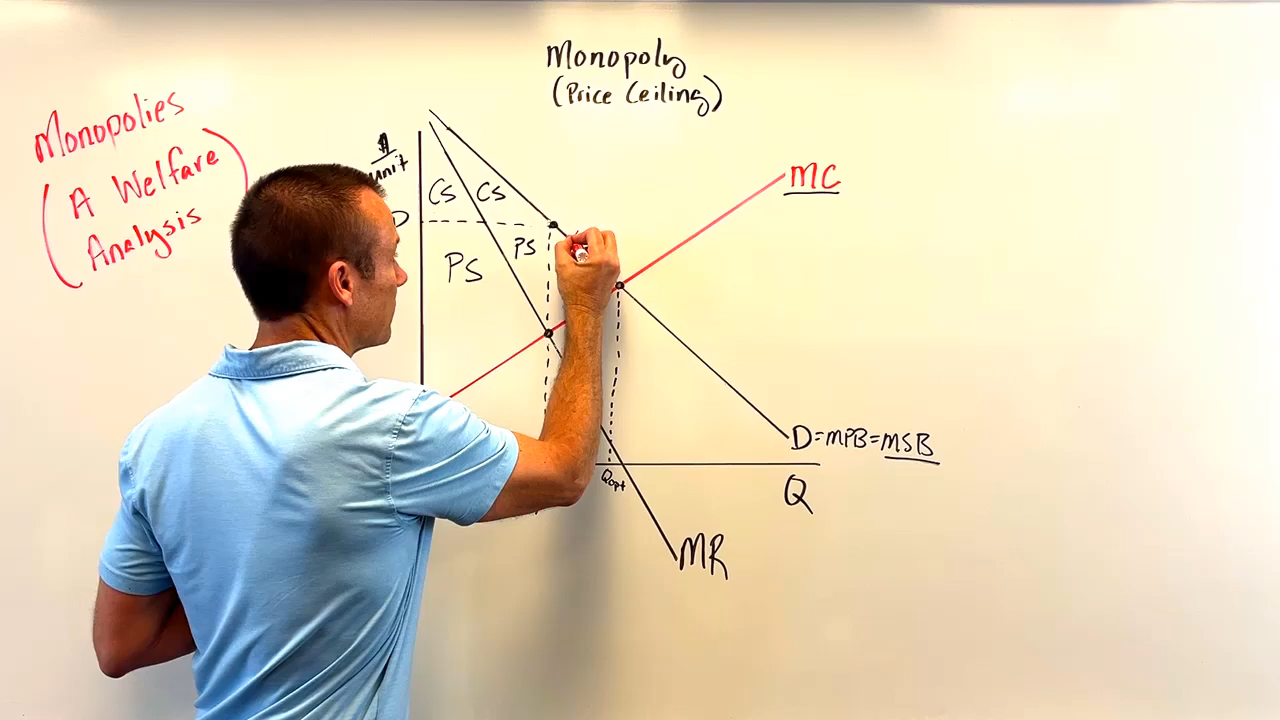 Monopoly
(Price Ceiling)
Monopolies
(A Welfare
Analysis)
$
unit
CS CS
PS
PS
MC
D=MPB=MSB
Qopt
Q
MR